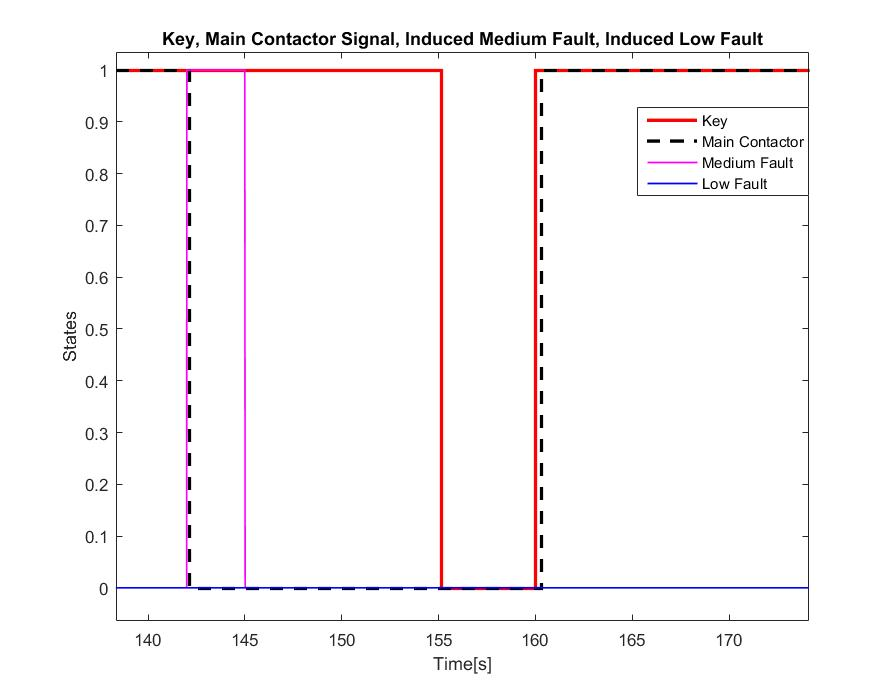 Key, Main Contactor Signal, Induced Medium Fault, Induced Low Fault
1
0.9
0.8
0.7
0.6
0.5
0.4
0.3
0.2
0.1
0
States
Key
Main Contactor
Medium Fault
Low Fault
140 145 150 155 160 165 170
Time[s]